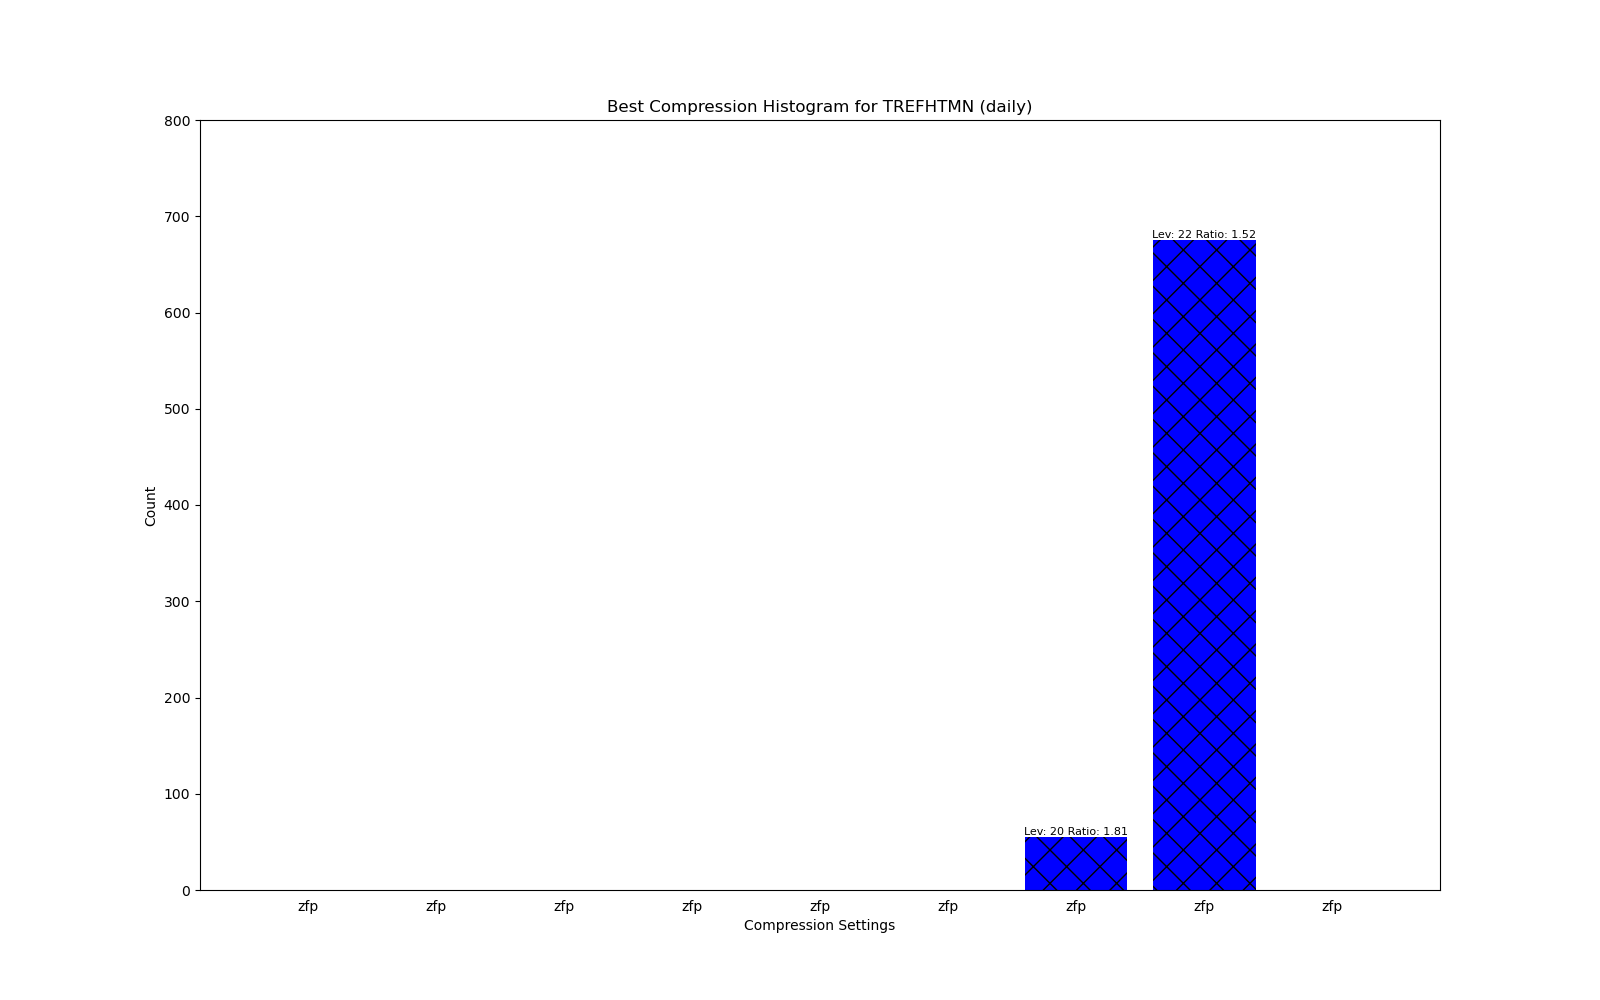 Best Compression Histogram for TREFHTMN (daily)
800
700
Lev: 22 Ratio: 1.52
600
500
Count
400
300
200
100
Lev: 20 Ratio: 1.81
0
zfp zfp zfp zfp zfp zfp zfp zfp zfp
Compression Settings